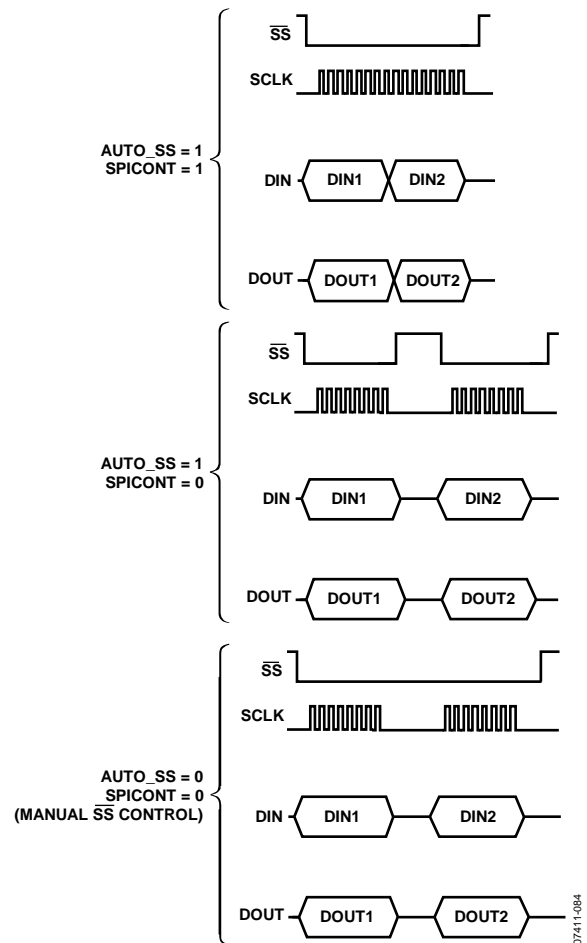 SS
SCLK
AUTO_SS = 1
SPICONT = 1
DIN DIN1 DIN2
DOUT DOUT1 DOUT2
SS
SCLK
AUTO_SS = 1
SPICONT = 0
DIN DIN1 DIN2
DOUT DOUT1 DOUT2
SS
SCLK
AUTO_SS = 0
SPICONT = 0
(MANUAL SS CONTROL)
DIN DIN1 DIN2
DOUT DOUT1 DOUT2
07411-084